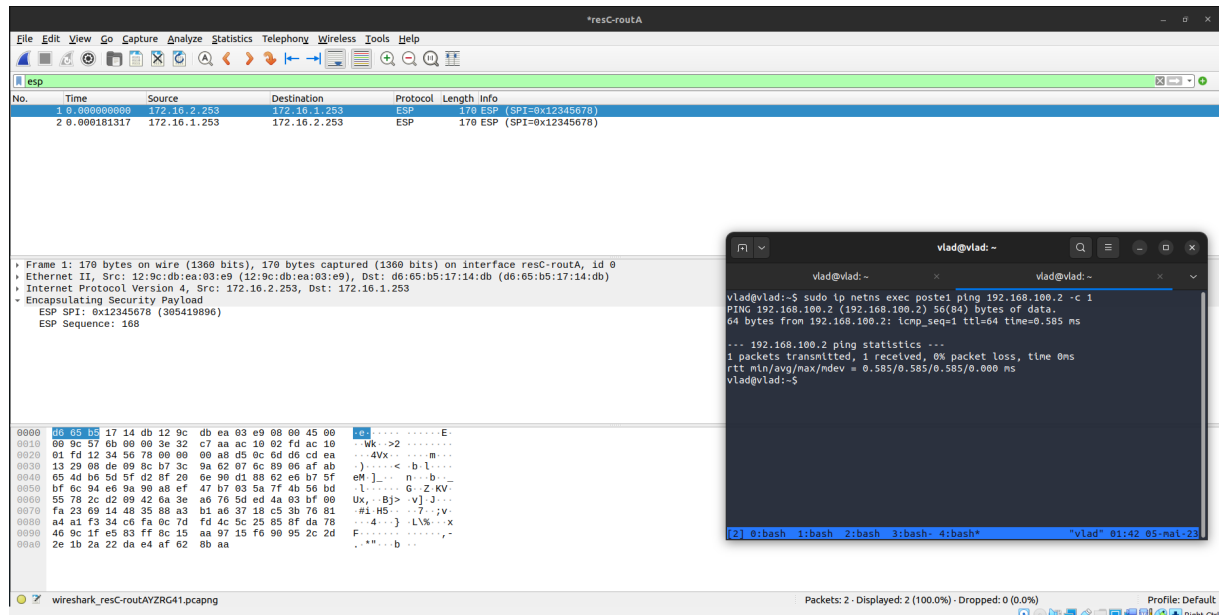 *resC-routA
File Edit View Go Capture Analyze Statistics Telephony Wireless Tools Help
esp
No. Time Source Destination Protocol Length Info
1 0.000000000 172.16.2.253 172.16.1.253 ESP 170 ESP (SPI=0x12345678)
2 0.000181317 172.16.1.253 172.16.2.253 ESP 170 ESP (SPI=0x12345678)
Frame 1: 170 bytes on wire (1360 bits), 170 bytes captured (1360 bits) on interface resC-routA, id 0
Ethernet II, Src: 12:9c:db:ea:03:e9 (12:9c:db:ea:03:e9), Dst: d6:65:b5:17:14:db (d6:65:b5:17:14:db)
Internet Protocol Version 4, Src: 172.16.2.253, Dst: 172.16.1.253
Encapsulating Security Payload
ESP SPI: 0x12345678 (305419896)
ESP Sequence: 168
vlad@vlad: ~
vlad@vlad: ~ vlad@vlad: ~
vlad@vlad:~$ sudo ip netns exec poste1 ping 192.168.100.2 -c 1
PING 192.168.100.2 (192.168.100.2) 56(84) bytes of data.
64 bytes from 192.168.100.2: icmp_seq=1 ttl=64 time=0.585 ms
--- 192.168.100.2 ping statistics ---
1 packets transmitted, 1 received, 0% packet loss, time 0ms
rtt min/avg/max/mdev = 0.585/0.585/0.585/0.000 ms
vlad@vlad:~$
[2] 0:bash 1:bash 2:bash 3:bash- 4:bash* "vlad" 01:42 05-mai-23
0000 d6 65 b5 17 14 db 12 9c db ea 03 e9 08 00 45 00 ·e·············E·
0010 00 9c 57 6b 00 00 3e 32 c7 aa ac 10 02 fd ac 10 ··Wk··>2········
0020 01 fd 12 34 56 78 00 00 00 a8 d5 0c 6d d6 cd ea ···4Vx······m···
0030 13 29 08 de 09 8c b7 3c 9a 62 07 6c 89 06 af ab ·)·····<·b·l····
0040 65 4d b6 5d 5f d2 8f 20 6e 90 d1 88 62 e6 b7 5f eM·]_·· n···b··_
0050 bf 6c 94 e6 9a 90 a8 ef 47 b7 03 5a 7f 4b 56 bd ·l······G··Z·KV·
0060 55 78 2c d2 09 42 6a 3e a6 76 5d ed 4a 03 bf 00 Ux,··Bj>·v]·J···
0070 fa 23 69 14 48 35 88 a3 b1 a6 37 18 c5 3b 76 81 ·#i·H5····7··;v·
0080 a4 a1 f3 34 c6 fa 0c 7d fd 4c 5c 25 85 8f da 78 ···4···}·L\%···x
0090 46 9c 1f e5 83 ff 8c 15 aa 97 15 f6 90 95 2c 2d F·············,-
00a0 2e 1b 2a 22 da e4 af 62 8b aa .·*"···b··
wireshark_resC-routAYZRG41.pcapng Packets: 2 · Displayed: 2 (100.0%) · Dropped: 0 (0.0%) Profile: Default